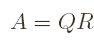 A = QR